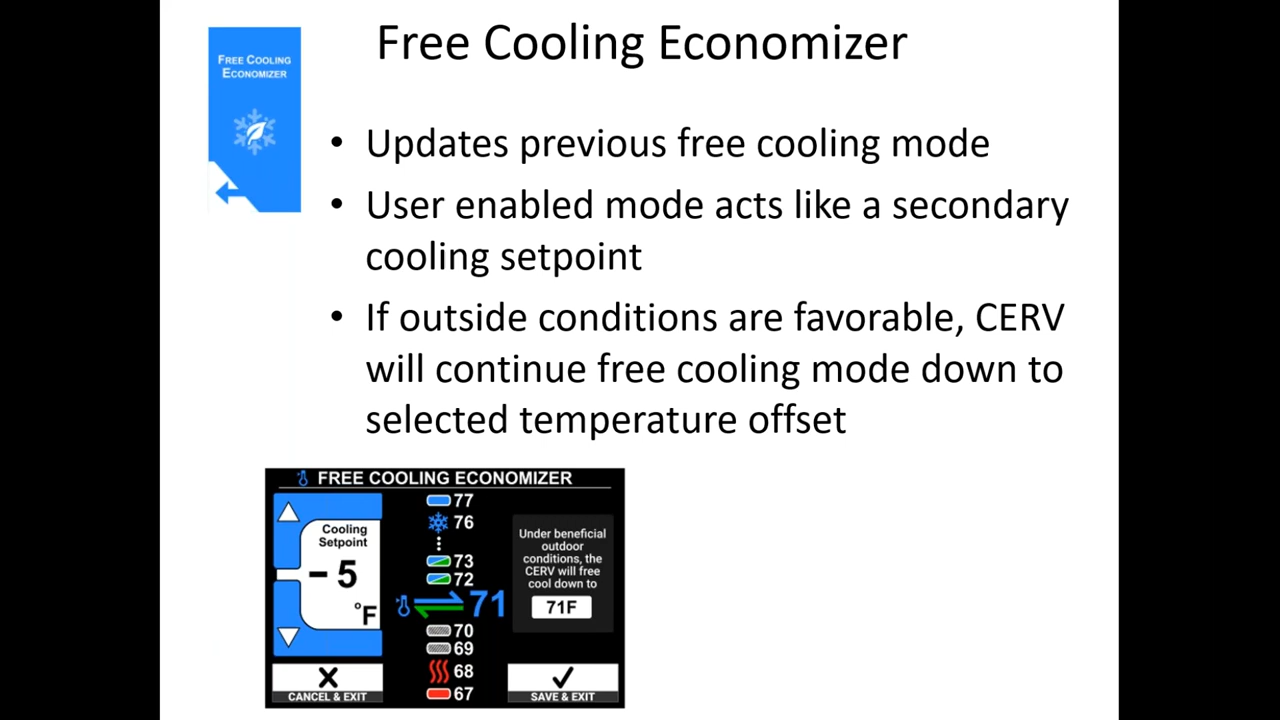 Free Cooling Economizer
FREE COOLING
ECONOMIZER
• Updates previous free cooling mode
• User enabled mode acts like a secondary
cooling setpoint
• If outside conditions are favorable, CERV
will continue free cooling mode down to
selected temperature offset
FREE COOLING ECONOMIZER
Cooling
Setpoint
- 5
°F
77
76
73
72
71
70
69
68
67
Under beneficial
outdoor
conditions, the
CERV will free
cool down to
71F
CANCEL & EXIT
SAVE & EXIT